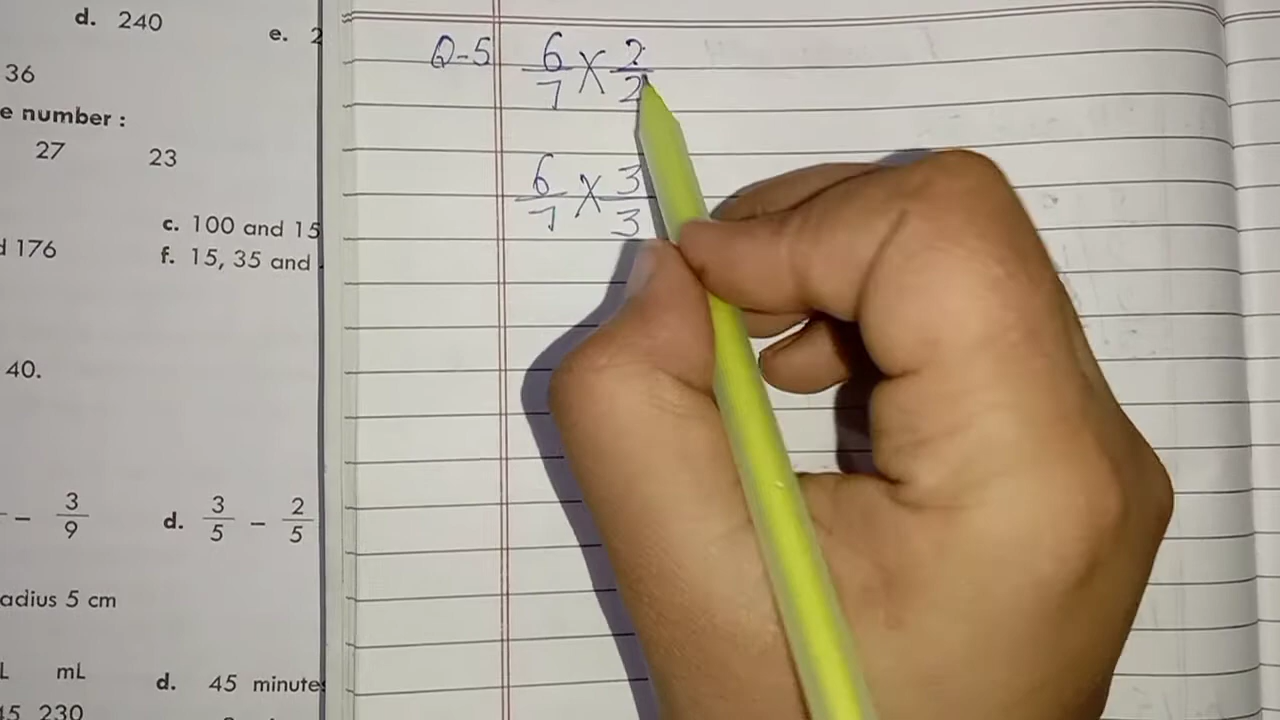 d. 240
e. 2
36
e number :
27 23
c. 100 and 15
d 176
f. 15, 35 and
40.
- 3/9 d. 3/5 - 2/5
adius 5 cm
L mL
d. 45 minutes
45 230
Q-5 6/7 X 2/2
6/7 X 3/3